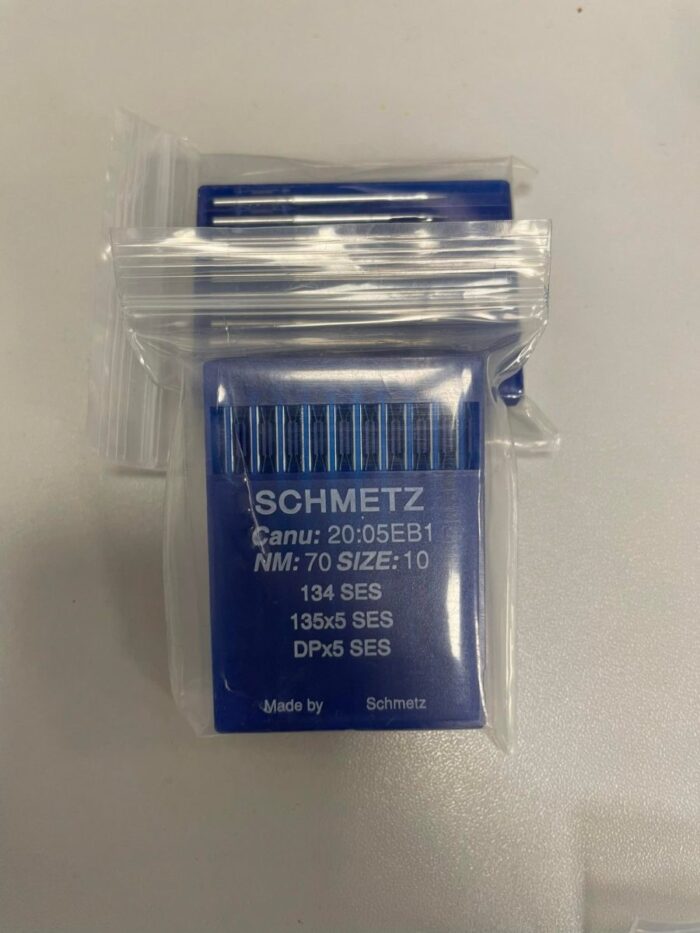 SCHMETZ
Canu: 20:05EB1
NM: 70 SIZE: 10
134 SES
135x5 SES
DPx5 SES
Made by Schmetz